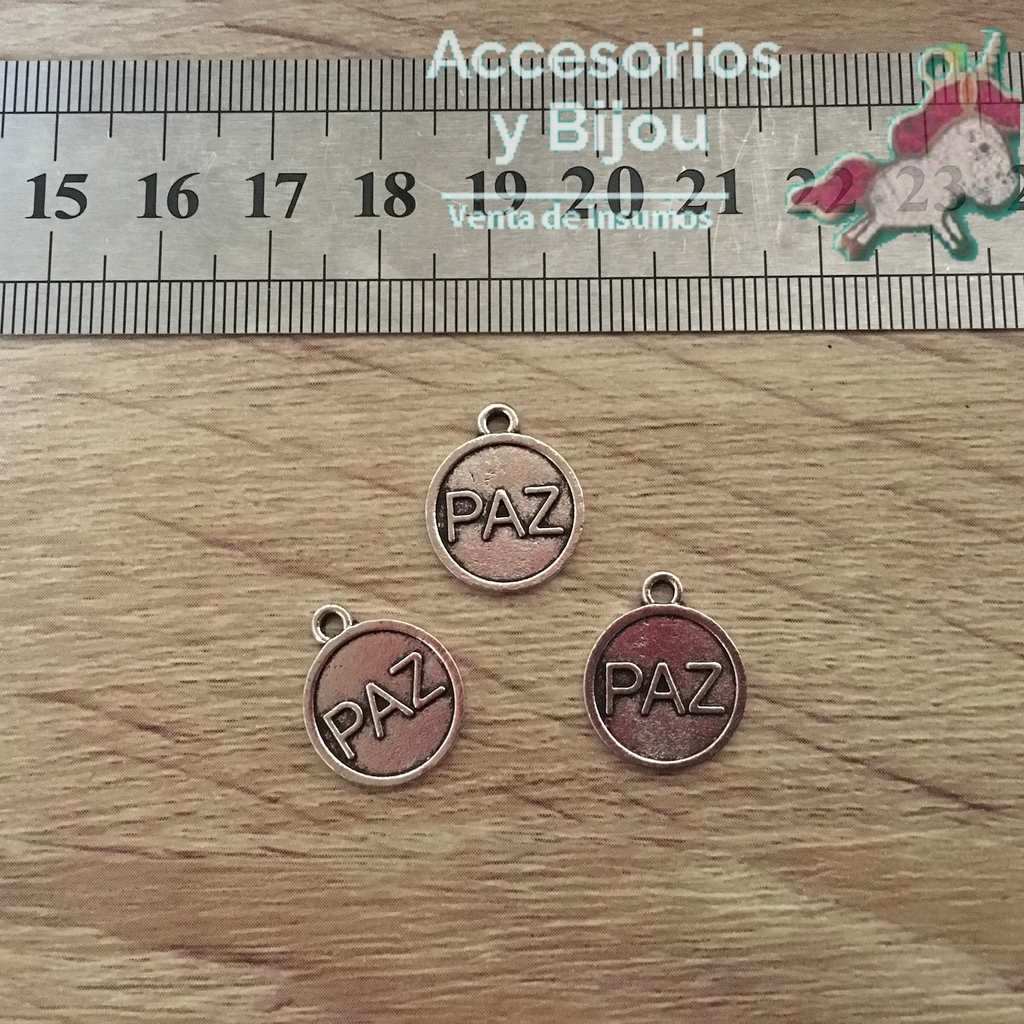 Accesorios
y Bijou
15 16 17 18 19 20 21 22 23
Venta de Insumos
PAZ
PAZ
PAZ